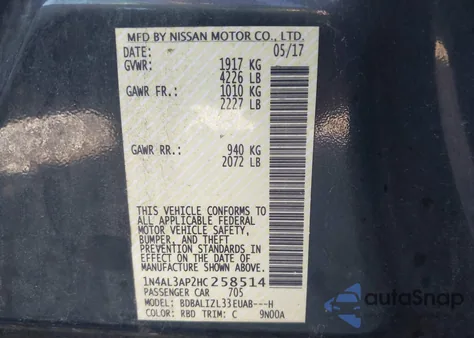 MFD BY NISSAN MOTOR CO., LTD.
DATE: 05/17
GVWR: 1917 KG
4226 LB
GAWR FR.: 1010 KG
2227 LB
GAWR RR.: 940 KG
2072 LB
THIS VEHICLE CONFORMS TO
ALL APPLICABLE FEDERAL
MOTOR VEHICLE SAFETY,
BUMPER, AND THEFT
PREVENTION STANDARDS
IN EFFECT ON THE DATE OF
MANUFACTURE SHOWN ABOVE.
1N4AL3AP2HC258514
PASSENGER CAR 705
MODEL: BDBALIZL33EUAB---H
COLOR: RBD TRIM: C 9N00A
autoSnap